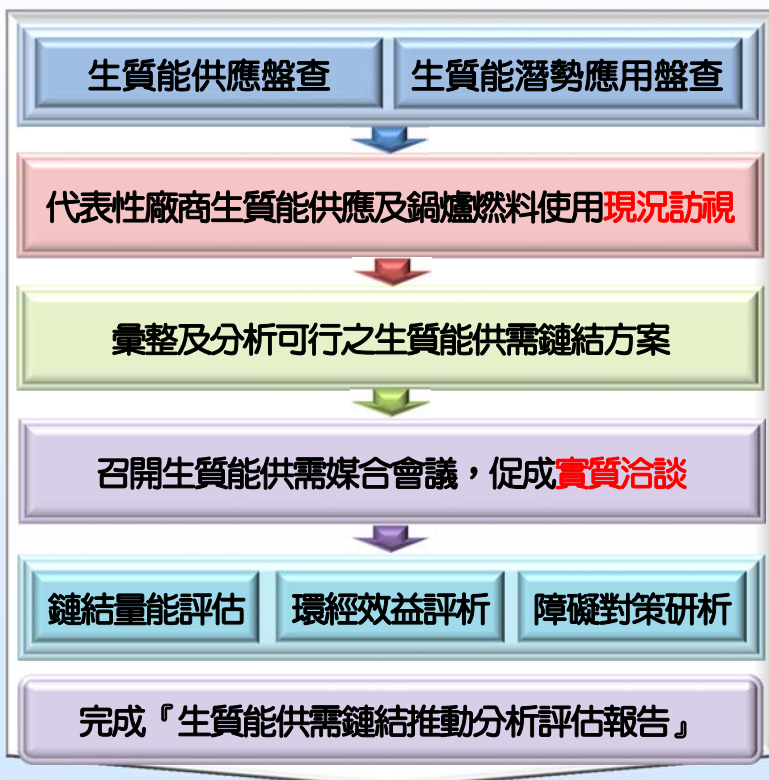 生質能供應盤查
生質能潛勢應用盤查
代表性廠商生質能供應及鍋爐燃料使用現況訪視
彙整及分析可行之生質能供需鏈結方案
召開生質能供需媒合會議，促成實質洽談
鏈結量能評估
環經效益評析
障礙對策研析
完成『生質能供需鏈結推動分析評估報告』